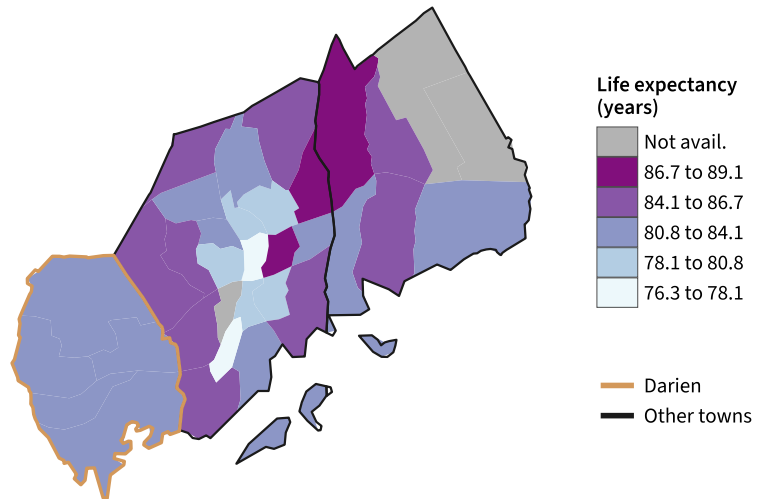 Life expectancy
(years)
Not avail.
86.7 to 89.1
84.1 to 86.7
80.8 to 84.1
78.1 to 80.8
76.3 to 78.1
Darien
Other towns